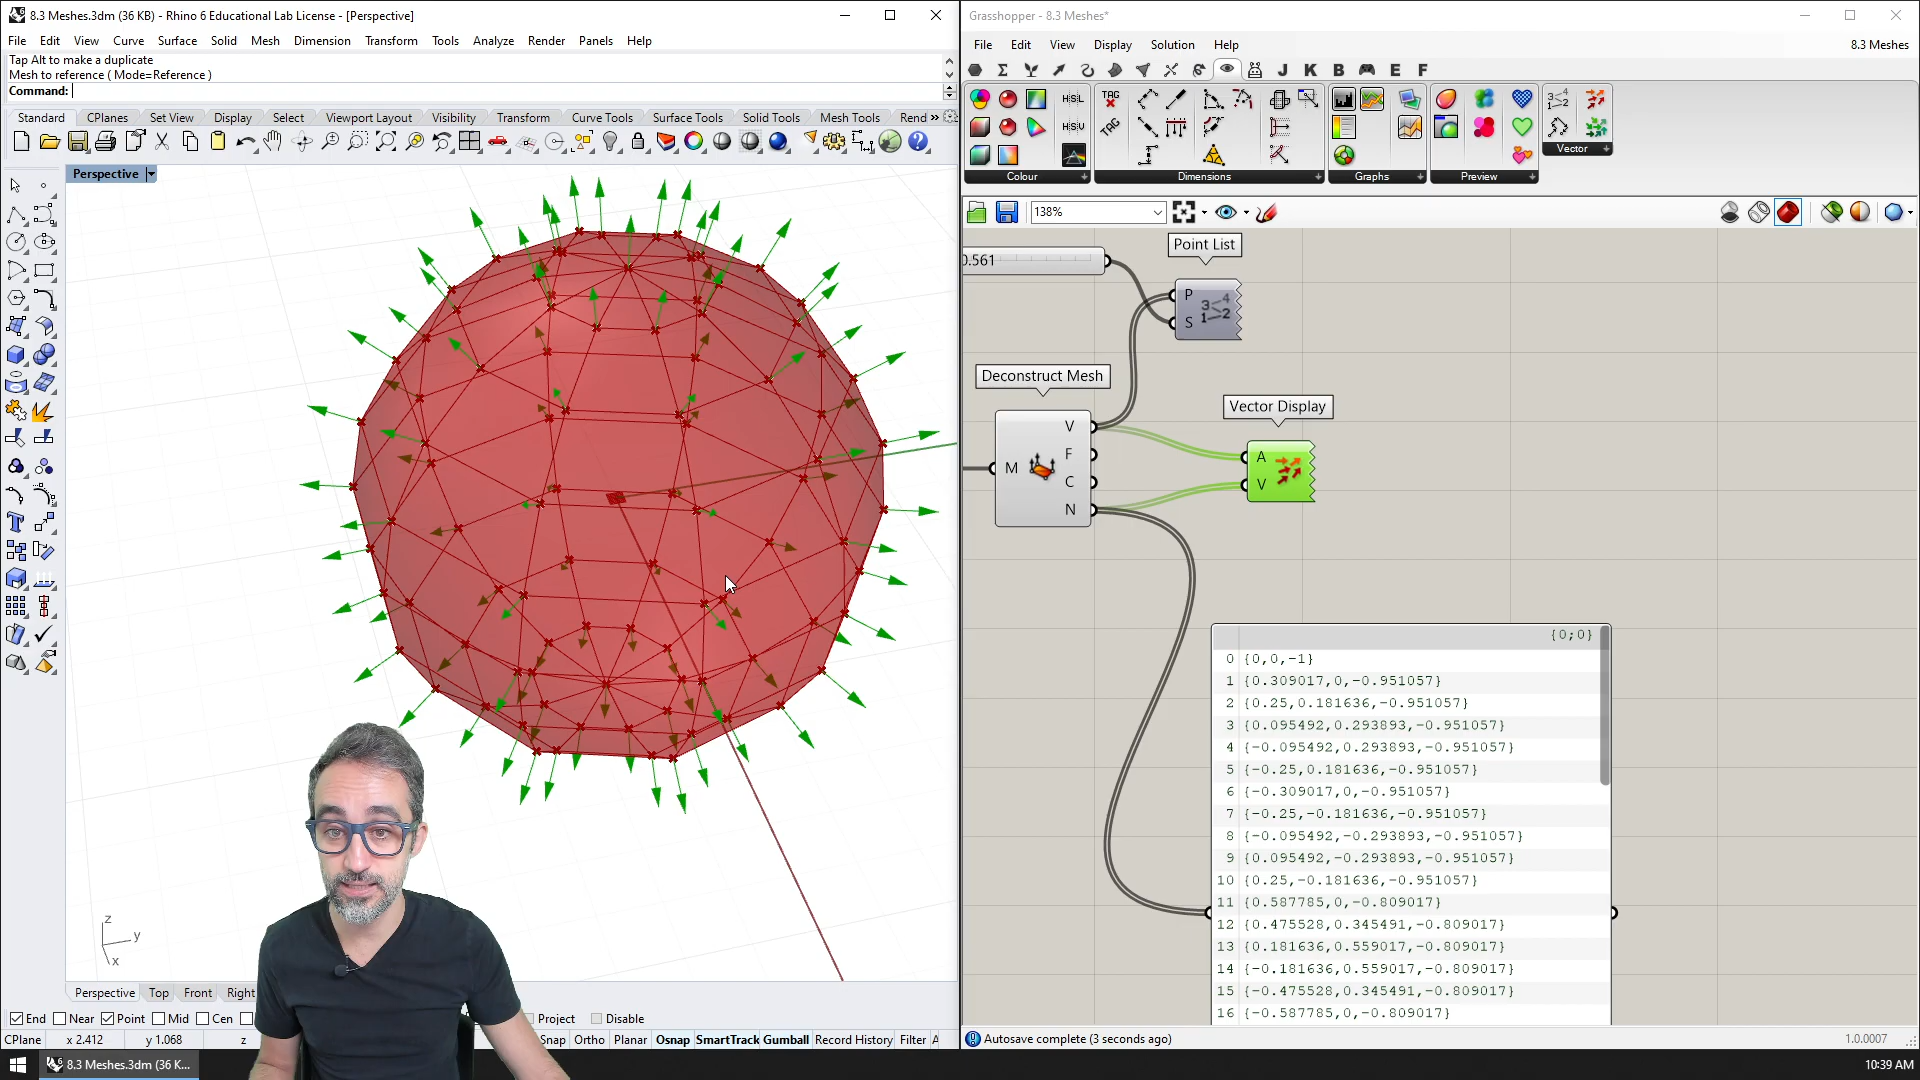 8.3 Meshes.3dm (36 KB) - Rhino 6 Educational Lab License - [Perspective]
File Edit View Curve Surface Solid Mesh Dimension Transform Tools Analyze Render Panels Help
Tap Alt to make a duplicate
Mesh to reference ( Mode=Reference )
Command:
Standard CPlanes Set View Display Select Viewport Layout Visibility Transform Curve Tools Surface Tools Solid Tools Mesh Tools Rend »
Perspective
z
y
x
Perspective Top Front Right
End Near Point Mid Cen Project Disable
CPlane x 2.412 y 1.068 z Snap Ortho Planar Osnap SmartTrack Gumball Record History Filter A
8.3 Meshes.3dm (36 K...
Grasshopper - 8.3 Meshes*
File Edit View Display Solution Help 8.3 Meshes
J K B E F
TAG
TAG
H:S:L
H:S:V
Colour Dimensions Graphs Preview Vector
138%
0.561
Point List
P
S
3 4
1 2
Deconstruct Mesh
M
V
F
C
N
Vector Display
A
V
{0;0}
0 {0,0,-1}
1 {0.309017,0,-0.951057}
2 {0.25,0.181636,-0.951057}
3 {0.095492,0.293893,-0.951057}
4 {-0.095492,0.293893,-0.951057}
5 {-0.25,0.181636,-0.951057}
6 {-0.309017,0,-0.951057}
7 {-0.25,-0.181636,-0.951057}
8 {-0.095492,-0.293893,-0.951057}
9 {0.095492,-0.293893,-0.951057}
10 {0.25,-0.181636,-0.951057}
11 {0.587785,0,-0.809017}
12 {0.475528,0.345491,-0.809017}
13 {0.181636,0.559017,-0.809017}
14 {-0.181636,0.559017,-0.809017}
15 {-0.475528,0.345491,-0.809017}
16 {-0.587785,0,-0.809017}
Autosave complete (3 seconds ago) 1.0.0007
10:39 AM